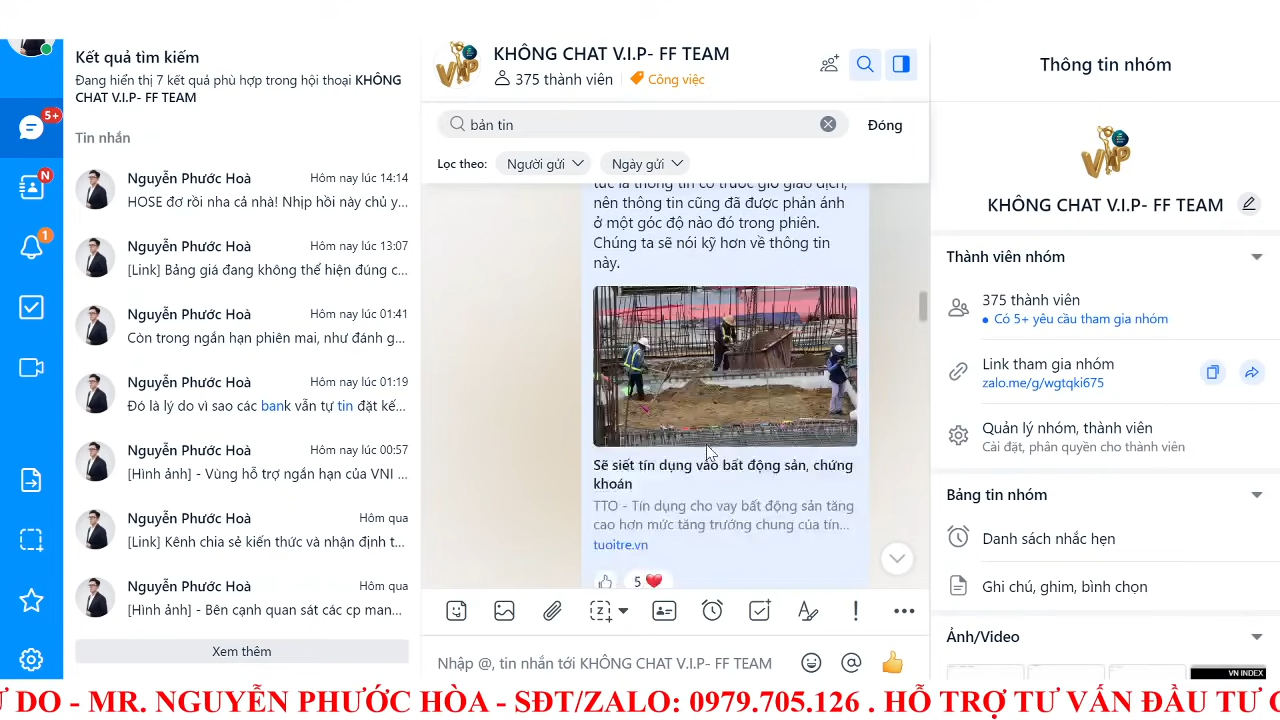 Kết quả tìm kiếm
Đang hiển thị 7 kết quả phù hợp trong hội thoại KHÔNG
CHAT V.I.P- FF TEAM
5+
N
1
Tin nhắn
Nguyễn Phước Hoà Hôm nay lúc 14:14
HOSE đơ rồi nha cả nhà! Nhịp hồi này chủ y...
Nguyễn Phước Hoà Hôm nay lúc 13:07
[Link] Bảng giá đang không thể hiện đúng c...
Nguyễn Phước Hoà Hôm nay lúc 01:41
Còn trong ngắn hạn phiên mai, như đánh g...
Nguyễn Phước Hoà Hôm nay lúc 01:19
Đó là lý do vì sao các bank vẫn tự tin đặt kế...
Nguyễn Phước Hoà Hôm nay lúc 00:57
[Hình ảnh] - Vùng hỗ trợ ngắn hạn của VNI ...
Nguyễn Phước Hoà Hôm qua
[Link] Kênh chia sẻ kiến thức và nhận định t...
Nguyễn Phước Hoà Hôm qua
[Hình ảnh] - Bên cạnh quan sát các cp man...
Xem thêm
VIP
KHÔNG CHAT V.I.P- FF TEAM
375 thành viên Công việc
bản tin
Đóng
Lọc theo: Người gửi Ngày gửi
tức là thông tin có trước giờ giao dịch,
nên thông tin cũng đã được phản ánh
ở một góc độ nào đó trong phiên.
Chúng ta sẽ nói kỹ hơn về thông tin
này.
Sẽ siết tín dụng vào bất động sản, chứng
khoán
TTO - Tín dụng cho vay bất động sản tăng
cao hơn mức tăng trưởng chung của tín...
tuoitre.vn
5
Nhập @, tin nhắn tới KHÔNG CHAT V.I.P- FF TEAM
Thông tin nhóm
VIP
KHÔNG CHAT V.I.P- FF TEAM
Thành viên nhóm
375 thành viên
Có 5+ yêu cầu tham gia nhóm
Link tham gia nhóm
zalo.me/g/wgtqki675
Quản lý nhóm, thành viên
Cài đặt, phân quyền cho thành viên
Bảng tin nhóm
Danh sách nhắc hẹn
Ghi chú, ghim, bình chọn
Ảnh/Video
VN INDEX
Ự DO - MR. NGUYỄN PHƯỚC HÒA - SĐT/ZALO: 0979.705.126 . HỖ TRỢ TƯ VẤN ĐẦU TƯ C